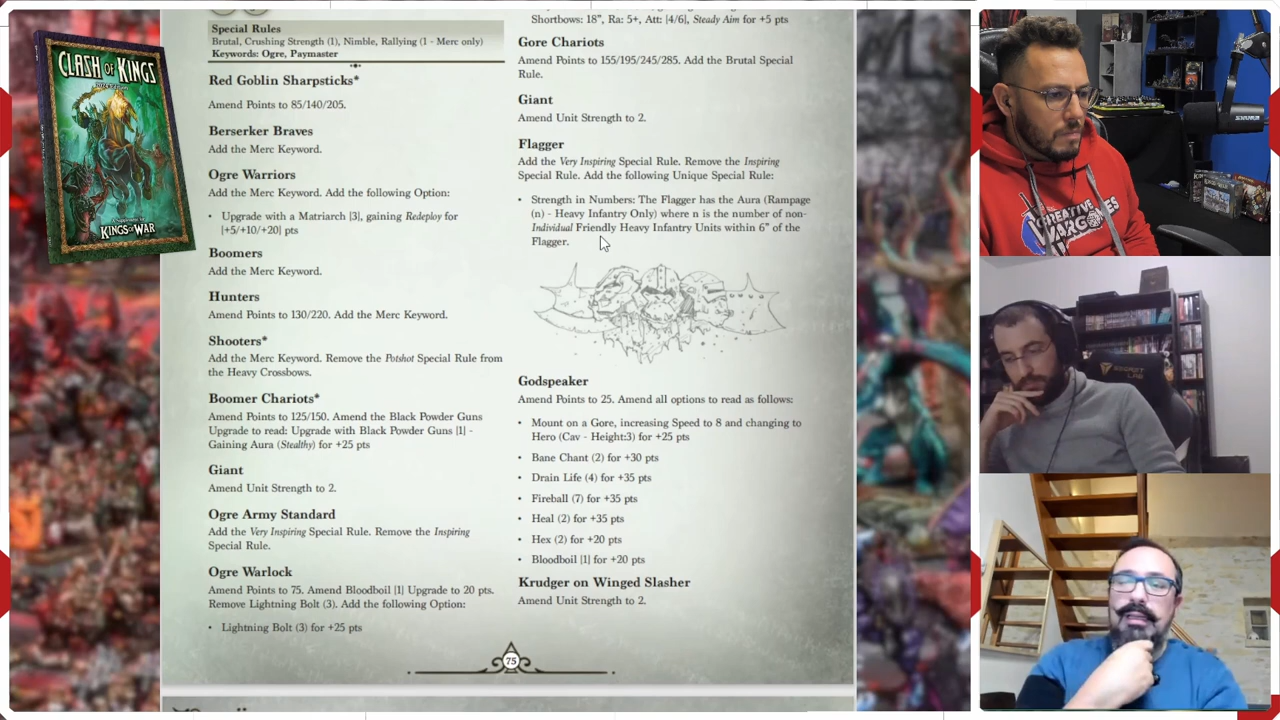 CLASH OF KINGS
KINGS OF WAR
Special Rules
Brutal, Crushing Strength (1), Nimble, Rallying (1 - Merc only)
Keywords: Ogre, Paymaster
Red Goblin Sharpsticks*
Amend Points to 85/140/205.
Berserker Braves
Add the Merc Keyword.
Ogre Warriors
Add the Merc Keyword. Add the following Option:
• Upgrade with a Matriarch [3], gaining Redeploy for
[+5/+10/+20] pts
Boomers
Add the Merc Keyword.
Hunters
Amend Points to 130/220. Add the Merc Keyword.
Shooters*
Add the Merc Keyword. Remove the Potshot Special Rule from
the Heavy Crossbows.
Boomer Chariots*
Amend Points to 125/150. Amend the Black Powder Guns
Upgrade to read: Upgrade with Black Powder Guns [1] -
Gaining Aura (Stealthy) for +25 pts
Giant
Amend Unit Strength to 2.
Ogre Army Standard
Add the Very Inspiring Special Rule. Remove the Inspiring
Special Rule.
Ogre Warlock
Amend Points to 75. Amend Bloodboil [1] Upgrade to 20 pts.
Remove Lightning Bolt (3). Add the following Option:
• Lightning Bolt (3) for +25 pts
Shortbows: 18", Ra: 5+, Att: [4/6], Steady Aim for +5 pts
Gore Chariots
Amend Points to 155/195/245/285. Add the Brutal Special
Rule.
Giant
Amend Unit Strength to 2.
Flagger
Add the Very Inspiring Special Rule. Remove the Inspiring
Special Rule. Add the following Unique Special Rule:
• Strength in Numbers: The Flagger has the Aura (Rampage
(n) - Heavy Infantry Only) where n is the number of non-
Individual Friendly Heavy Infantry Units within 6" of the
Flagger.
Godspeaker
Amend Points to 25. Amend all options to read as follows:
• Mount on a Gore, increasing Speed to 8 and changing to
Hero (Cav - Height:3) for +25 pts
• Bane Chant (2) for +30 pts
• Drain Life (4) for +35 pts
• Fireball (7) for +35 pts
• Heal (2) for +35 pts
• Hex (2) for +20 pts
• Bloodboil [1] for +20 pts
Krudger on Winged Slasher
Amend Unit Strength to 2.
75
CREATIVE
WARGAMES
SECRET
LAB